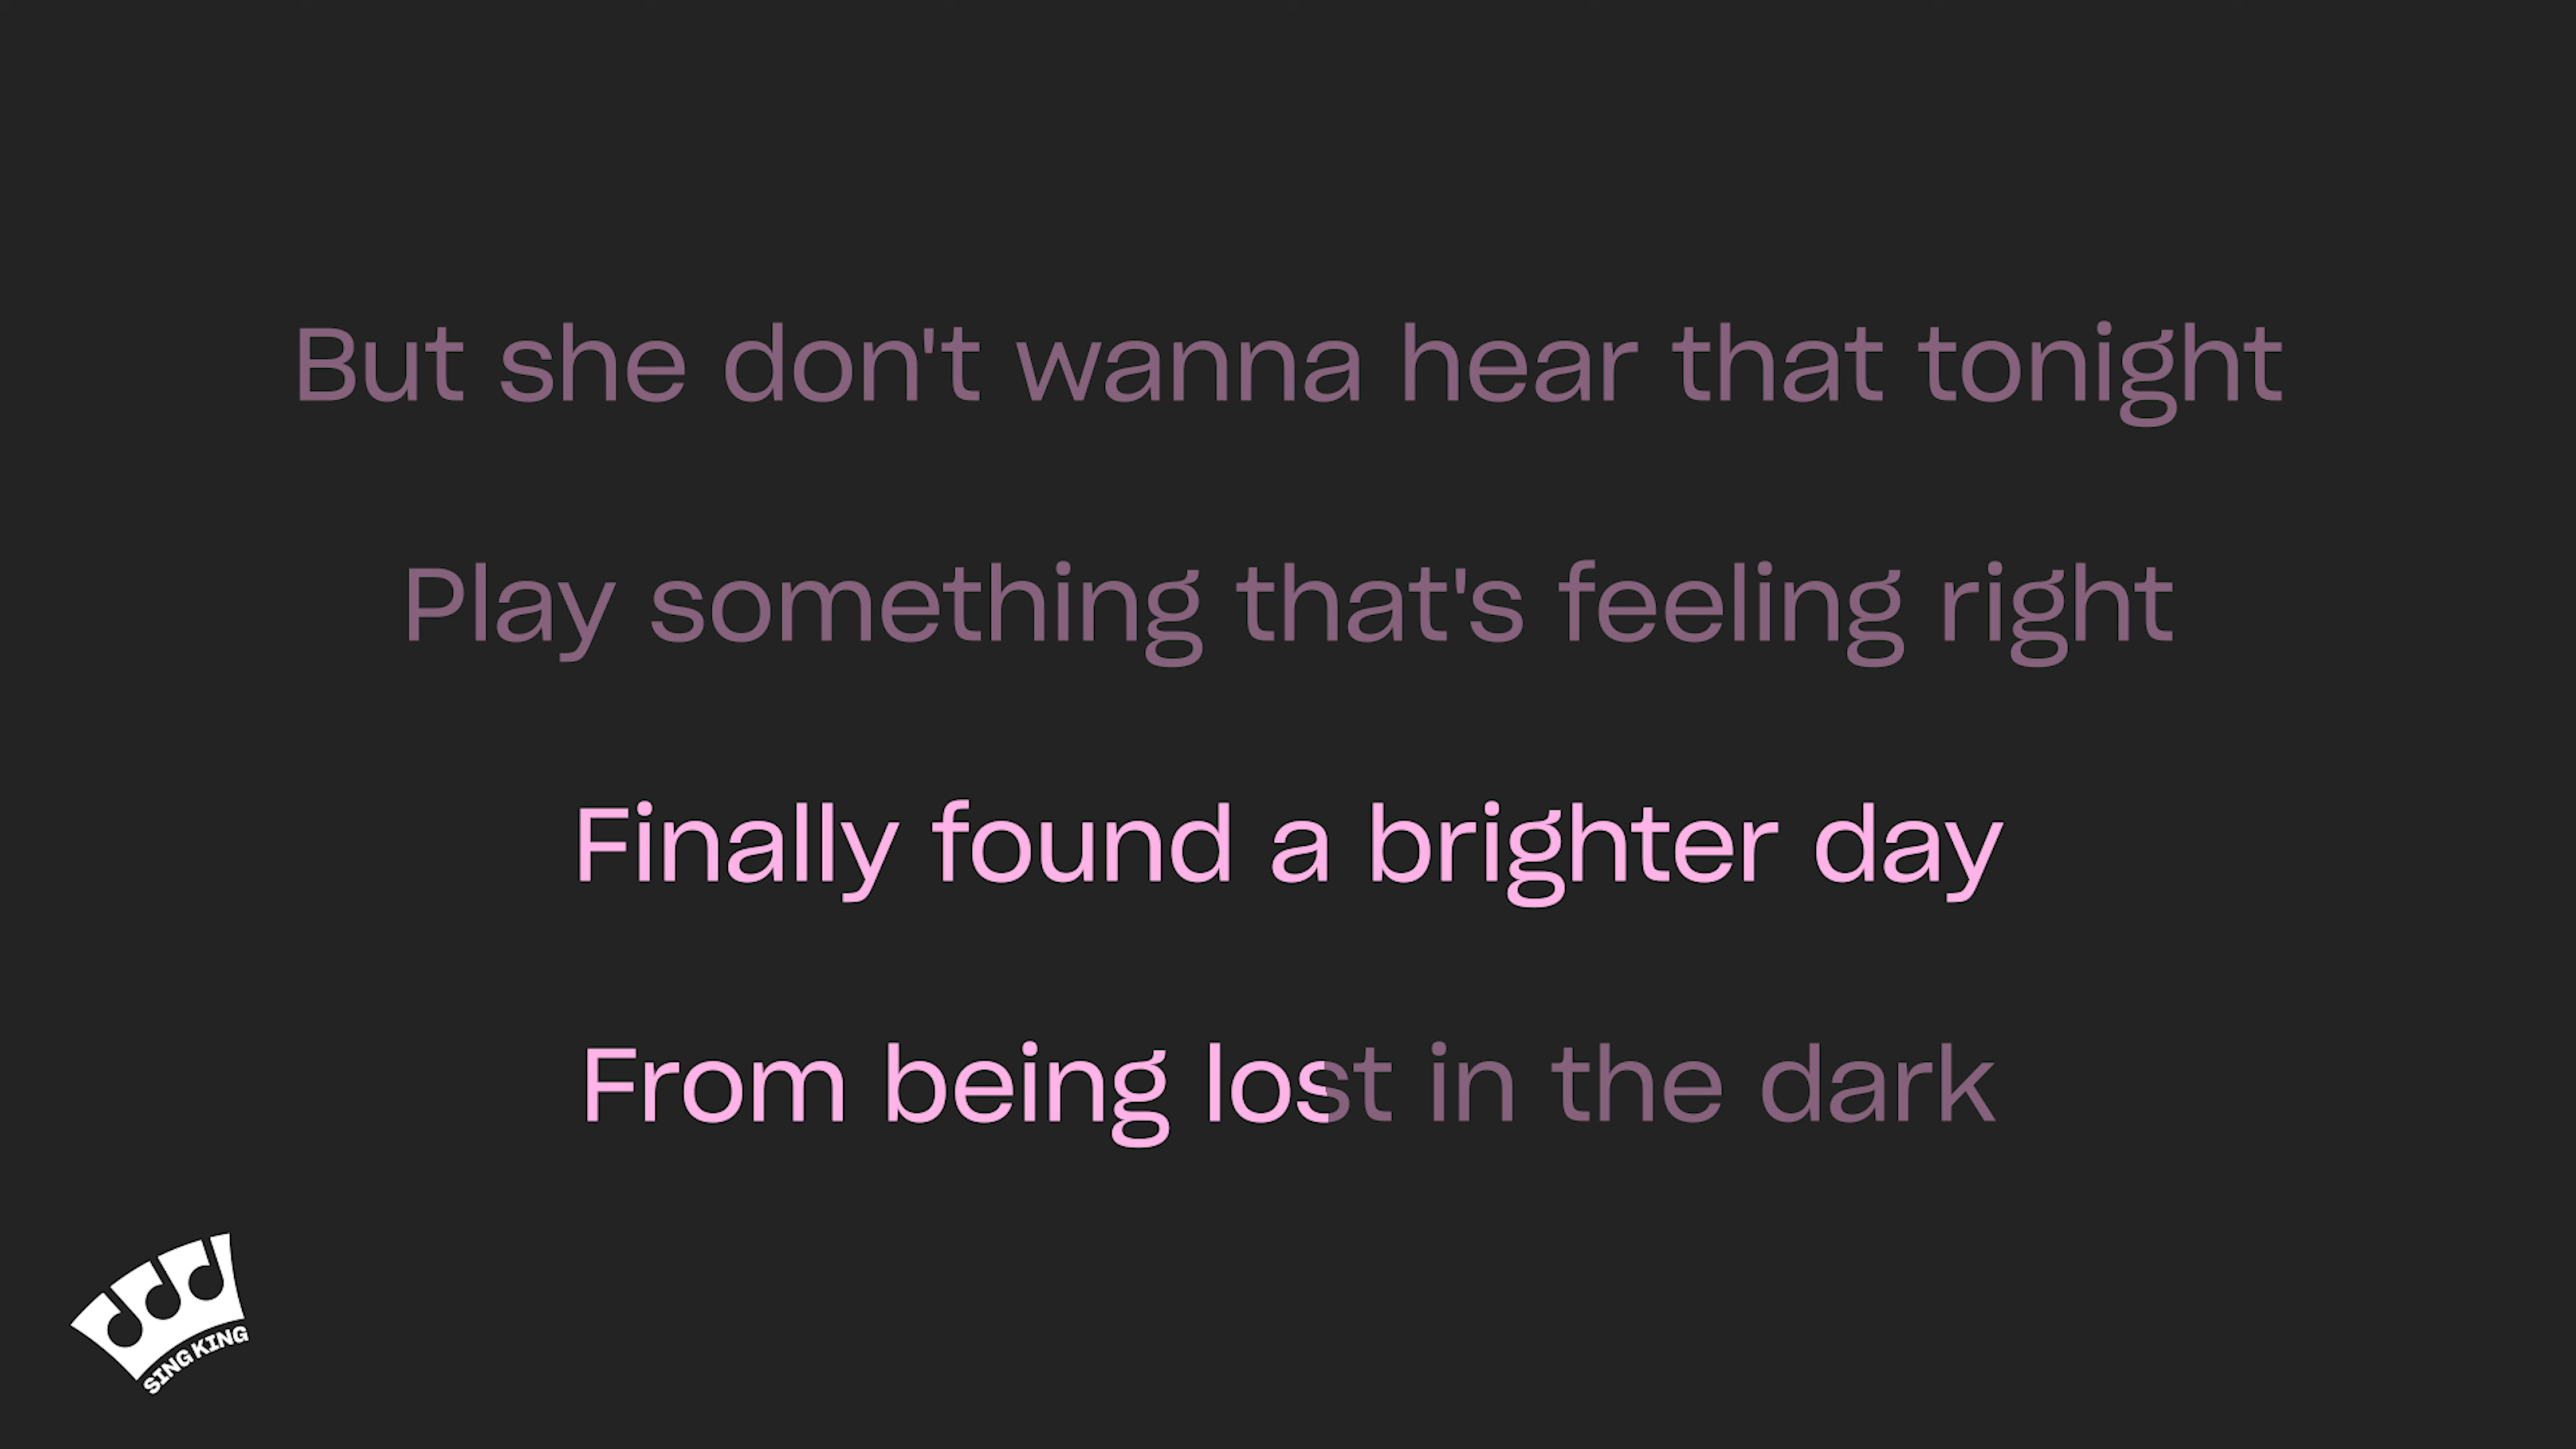 But she don't wanna hear that tonight
Play something that's feeling right
Finally found a brighter day
From being lost in the dark
SING KING